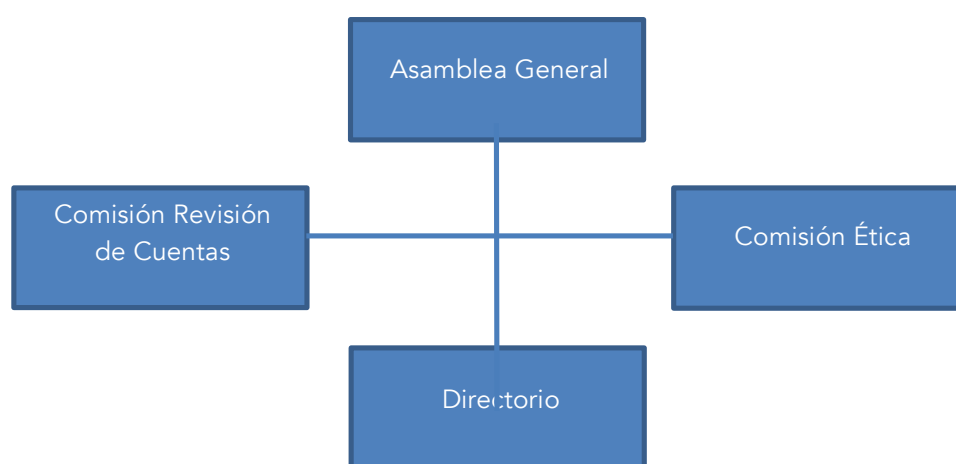 Asamblea General
Comisión Revisión
de Cuentas
Comisión Ética
Directorio